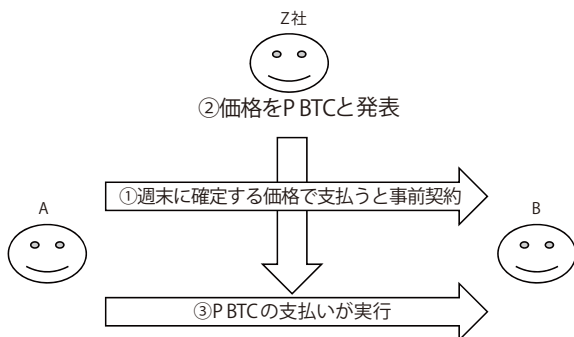 Z社
②価格をP BTCと発表
①週末に確定する価格で支払うと事前契約
A
B
③P BTCの支払いが実行